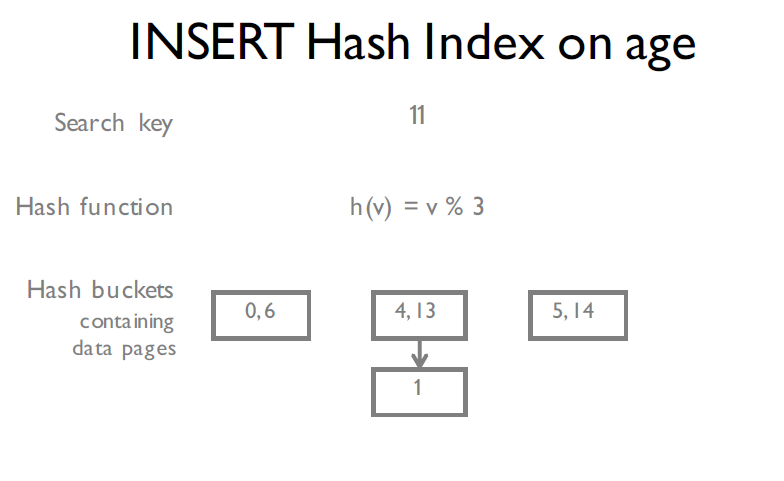 INSERT Hash Index on age
Search key
11
Hash function
h(v) = v % 3
Hash buckets
containing
data pages
0,6
4,13
5,14
1